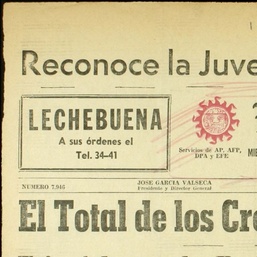 Reconoce la Juve
LECHEBUENA
A sus órdenes el
Tel. 34-41
Servicios de AP, AFP,
DPA y EFE
NUMERO 7,946
JOSE GARCIA VALSECA
Presidente y Director General
El Total de los Cr